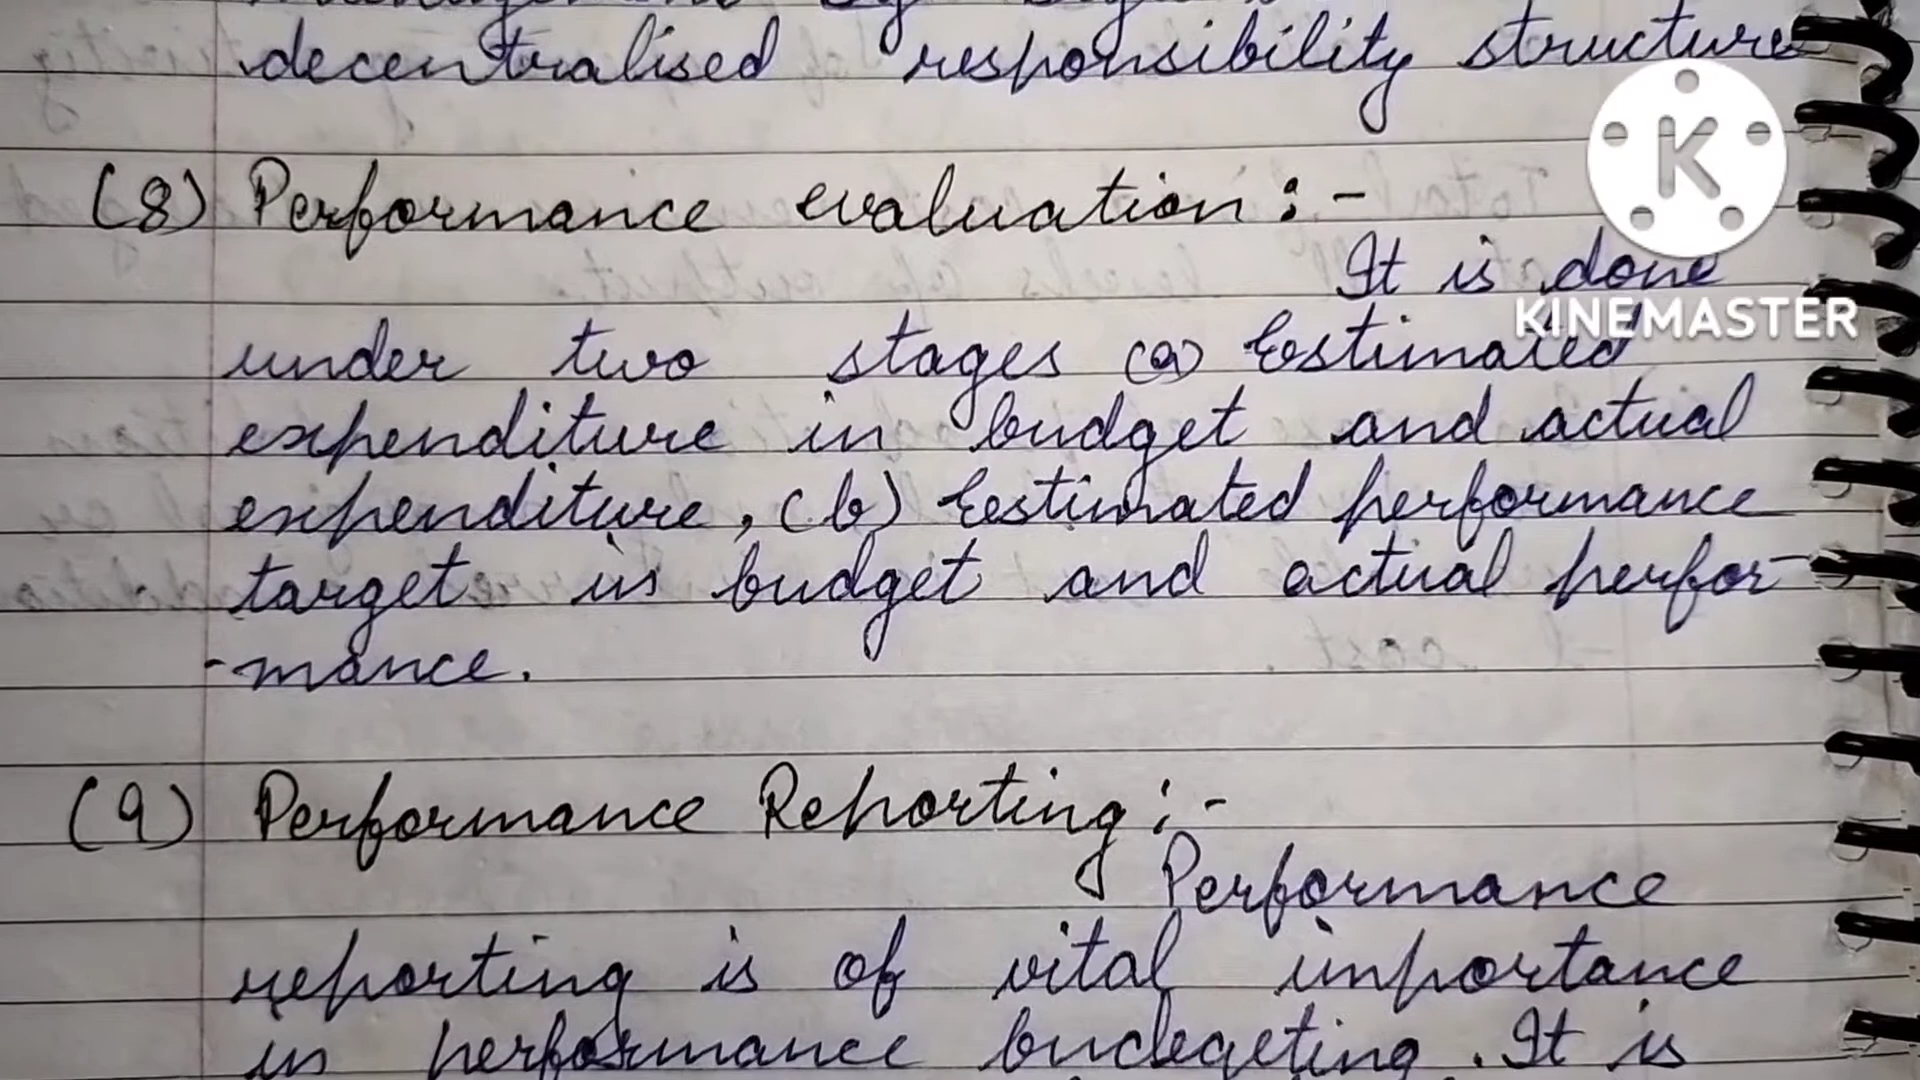 decentralised responsibility structure
(8) Performance evaluation :-
It is done
KINEMASTER
under two stages (a) Estimated
expenditure in budget and actual
expenditure, (b) Estimated performance
target in budget and actual perfor-
-mance.
(9) Performance Reporting :-
Performance
reporting is of vital importance
in performance budgeting. It is